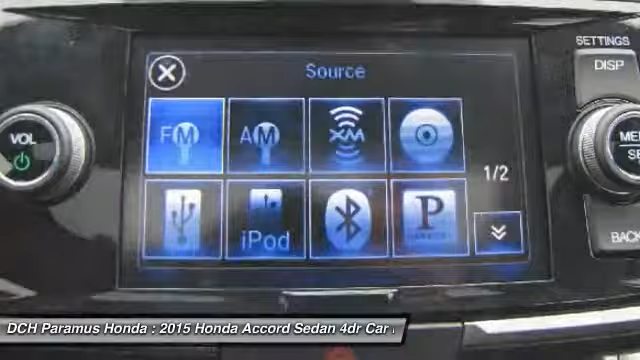 SETTINGS
Source
DISP
VOL
FM
AM
XM
1/2
iPod
P
BACK
DCH Paramus Honda : 2015 Honda Accord Sedan 4dr Car